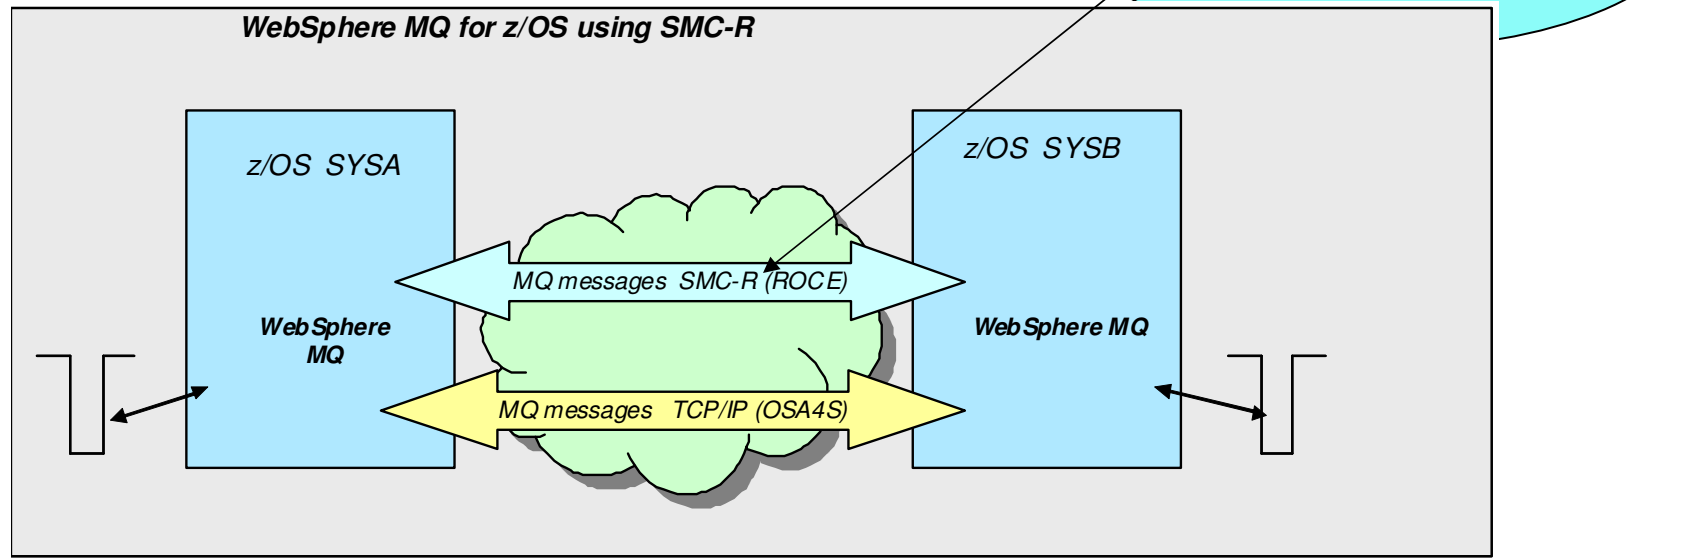 WebSphere MQ for z/OS using SMC-R
z/OS SYSA
z/OS SYSB
MQ messages SMC-R (ROCE)
WebSphere
MQ
WebSphere MQ
MQ messages TCP/IP (OSA4S)